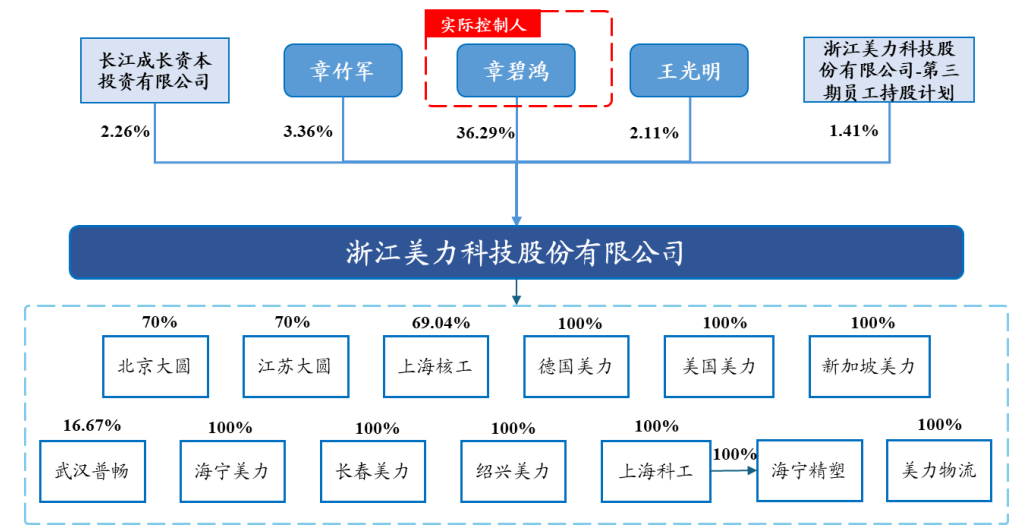 实际控制人
长江成长资本
投资有限公司
章竹军
章碧鸿
王光明
浙江美力科技股
份有限公司-第三
期员工持股计划
2.26%
3.36%
36.29%
2.11%
1.41%
浙江美力科技股份有限公司
70%
70%
69.04%
100%
100%
100%
北京大圆
江苏大圆
上海核工
德国美力
美国美力
新加坡美力
16.67%
100%
100%
100%
100%
100%
100%
武汉普畅
海宁美力
长春美力
绍兴美力
上海科工
海宁精塑
美力物流